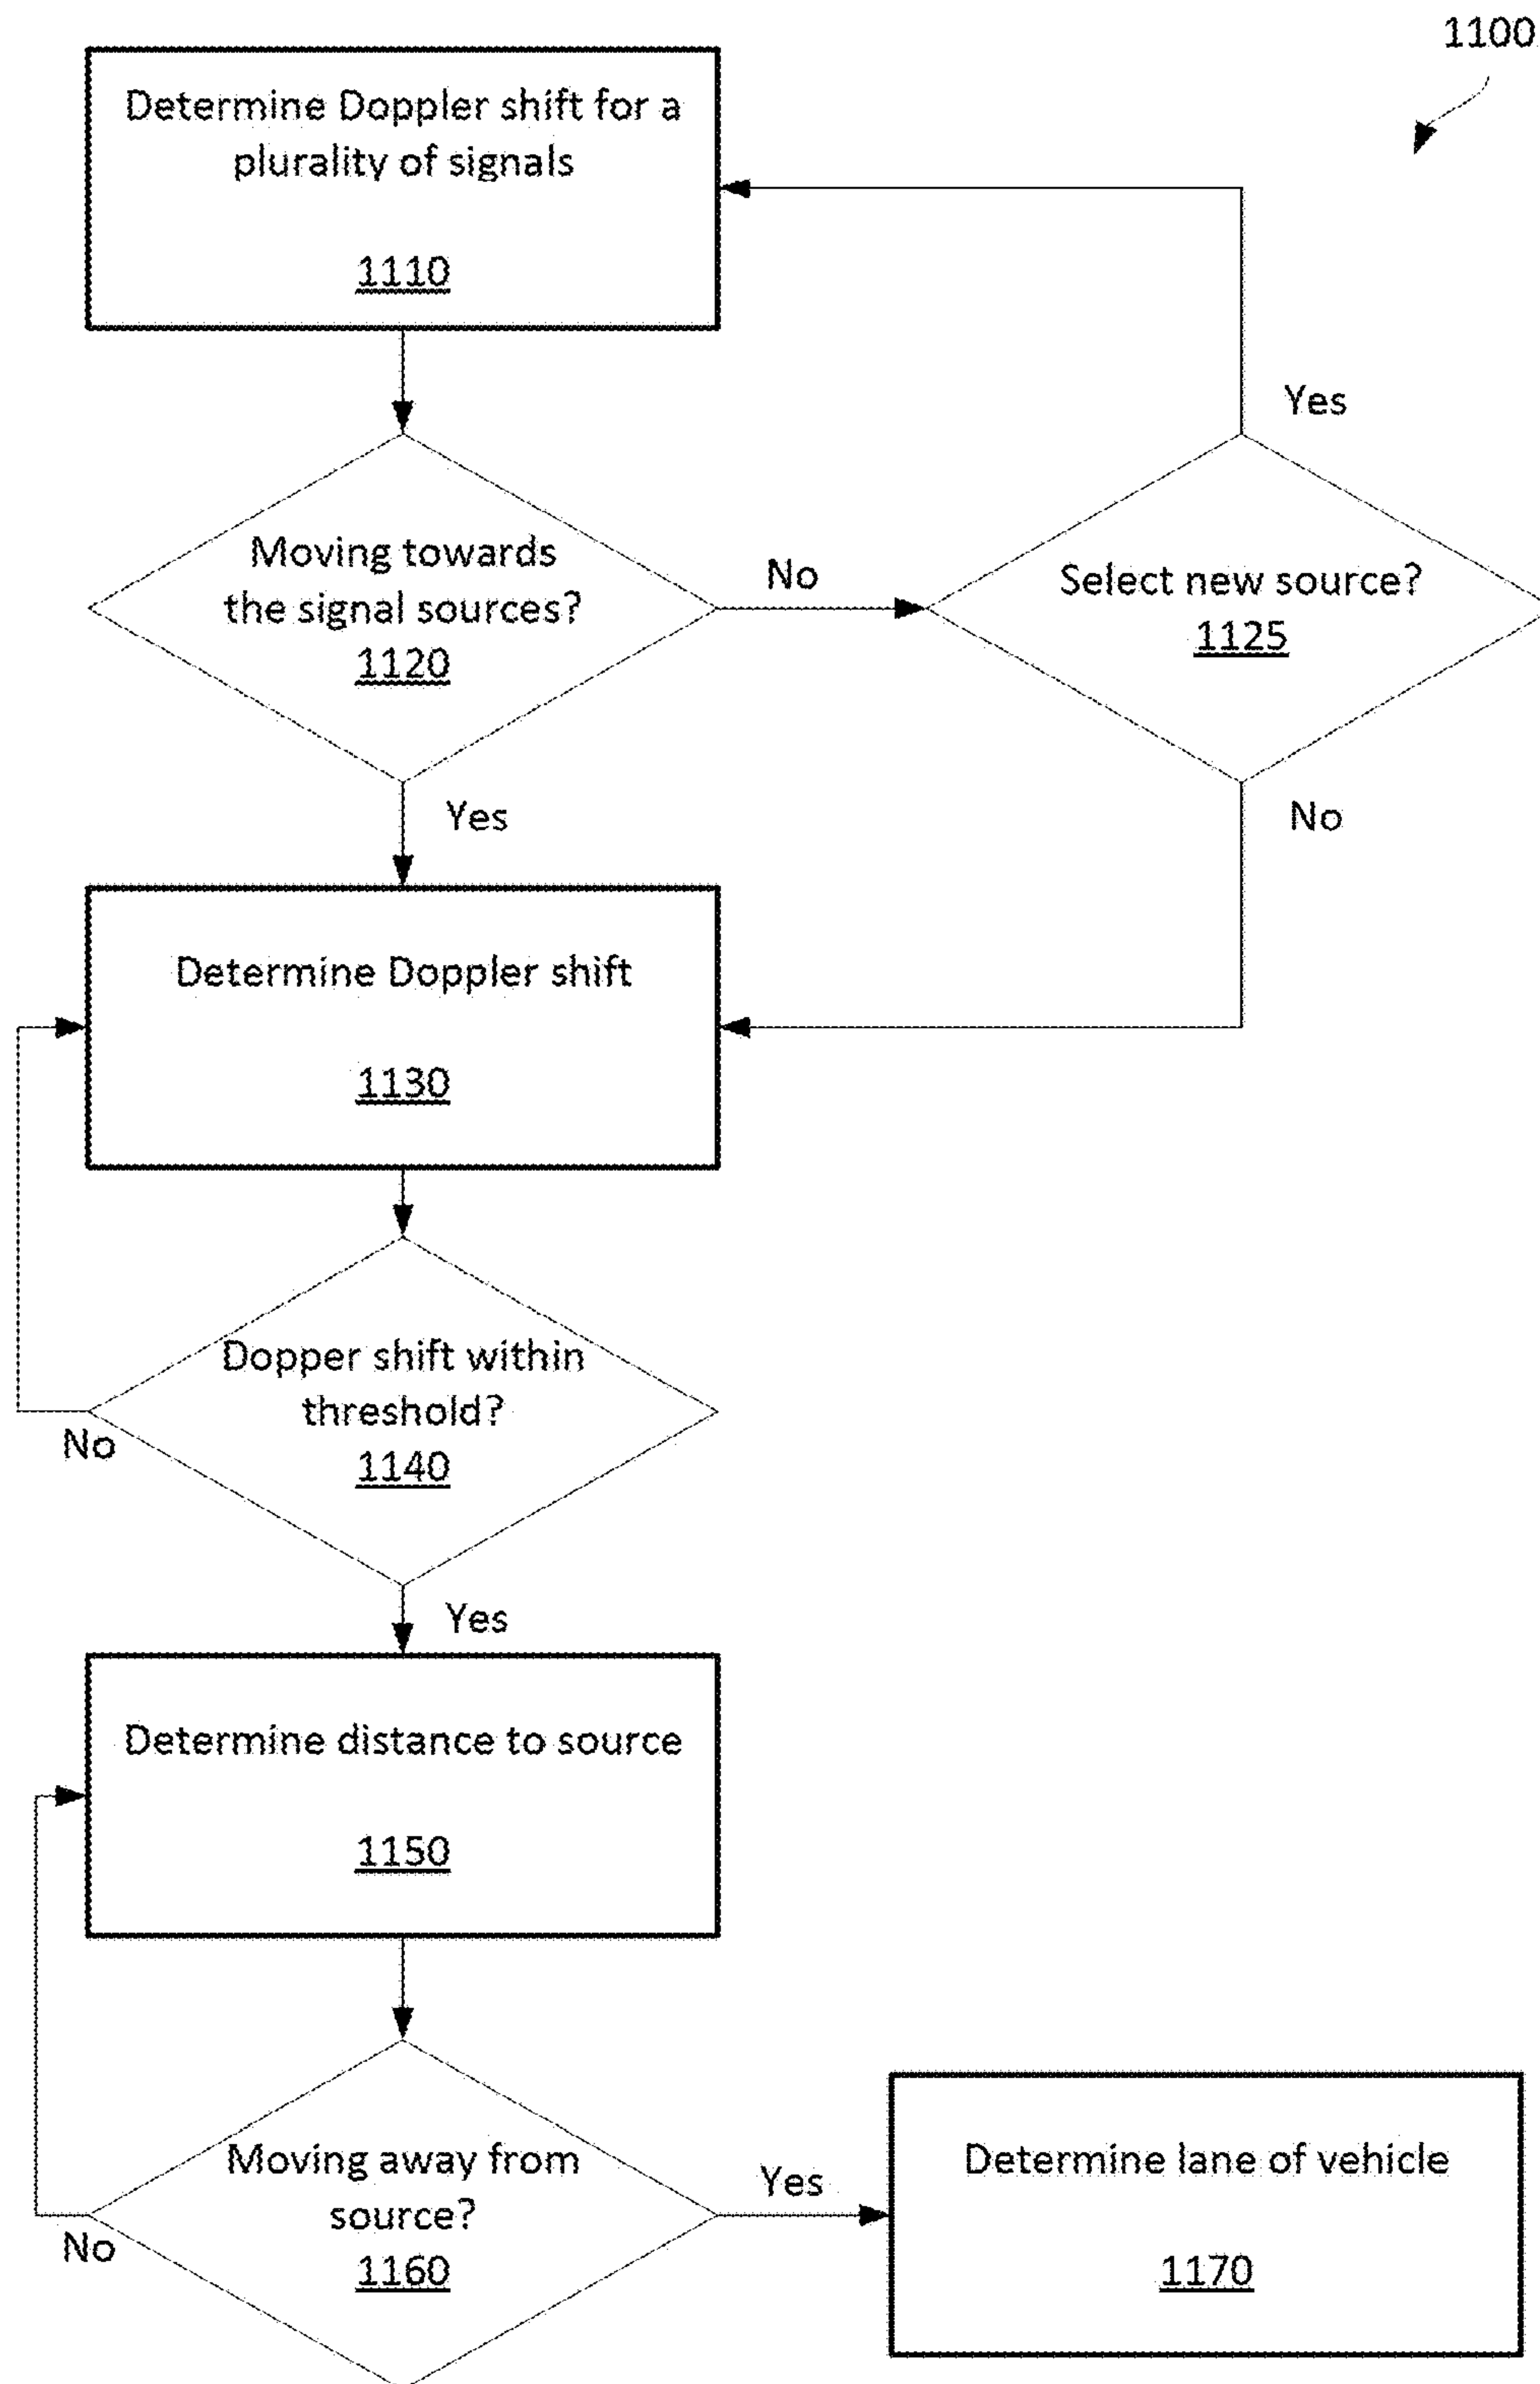 1100
Determine Doppler shift for a
plurality of signals
1110
Yes
Moving towards
the signal sources?
1120
No
Select new source?
1125
Yes
No
Determine Doppler shift
1130
Dopper shift within
threshold?
1140
No
Yes
Determine distance to source
1150
Moving away from
source?
1160
No
Yes
Determine lane of vehicle
1170